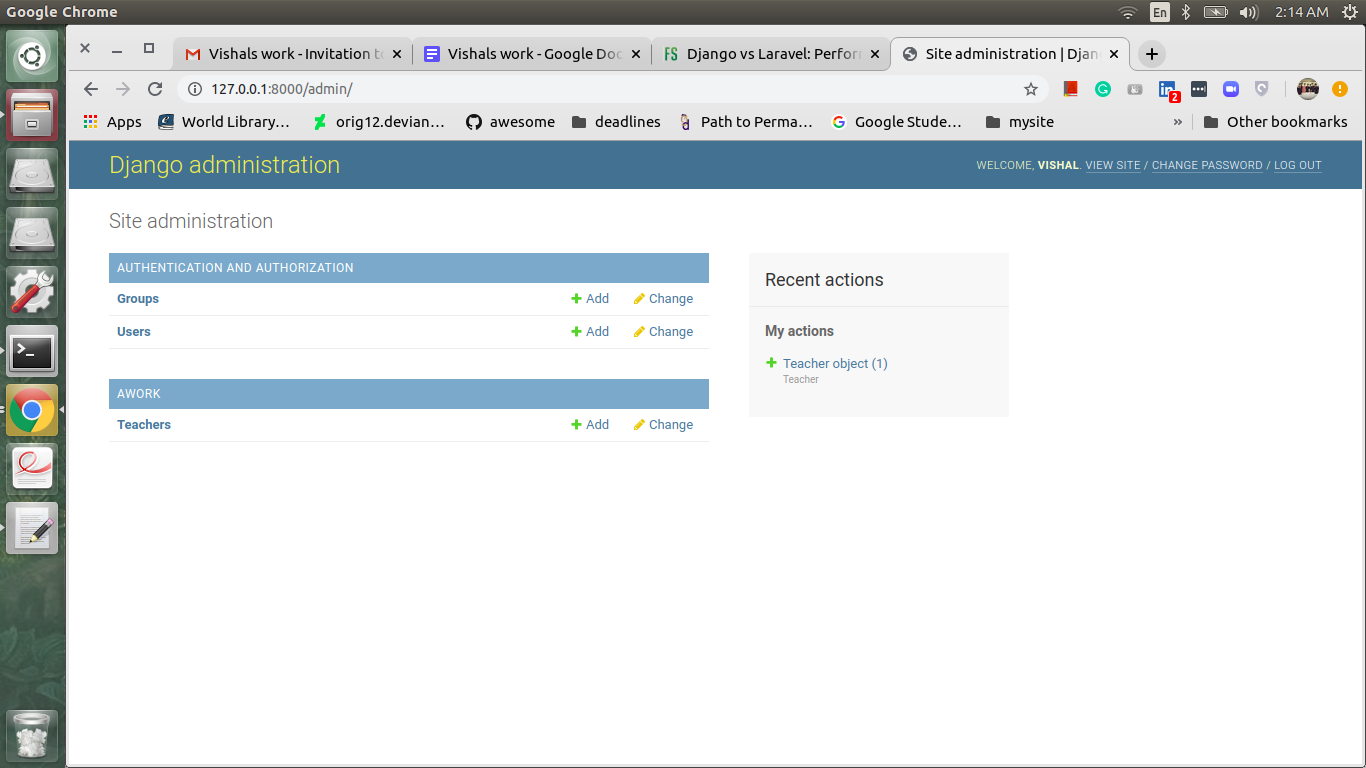 Google Chrome
En
2:14 AM
Vishals work - Invitation to
Vishals work - Google Doc
Django vs Laravel: Perfor
Site administration | Djan
127.0.0.1:8000/admin/
2
Apps
World Library...
orig12.devian...
awesome
deadlines
Path to Perma...
Google Stude...
mysite
»
Other bookmarks
Django administration
WELCOME, VISHAL. VIEW SITE / CHANGE PASSWORD / LOG OUT
Site administration
AUTHENTICATION AND AUTHORIZATION
Groups Add Change
Users Add Change
AWORK
Teachers Add Change
Recent actions
My actions
Teacher object (1)
Teacher